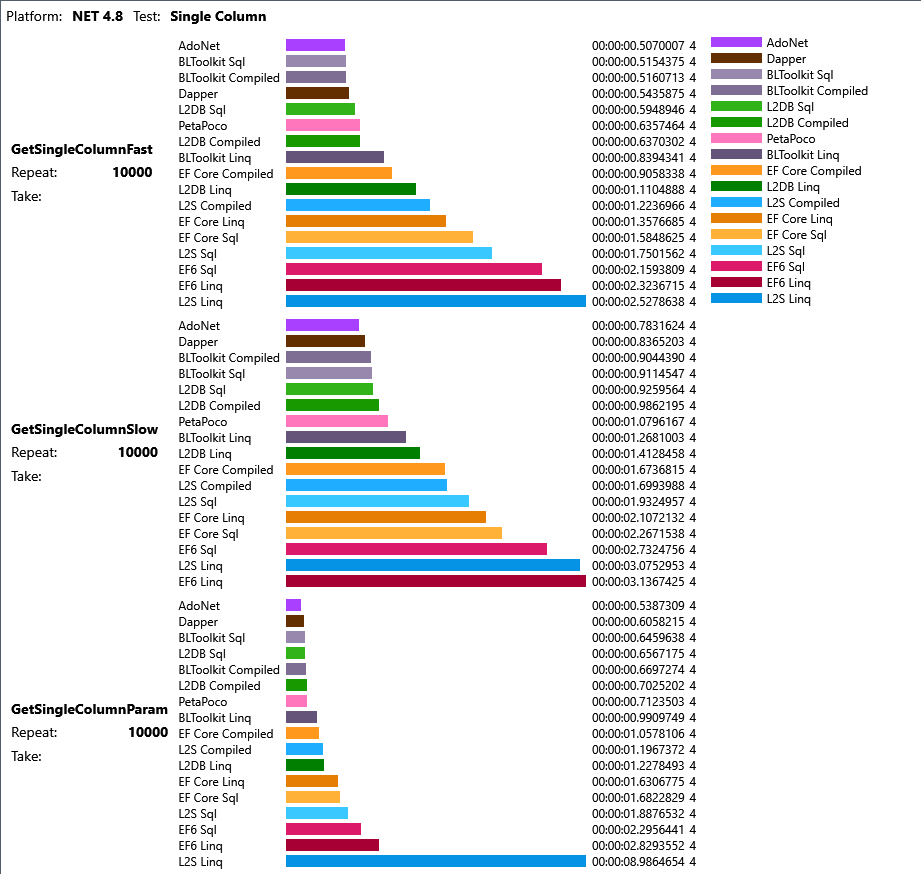 Platform: NET 4.8 Test: Single Column
GetSingleColumnFast
Repeat: 10000
Take:
AdoNet 00:00:00.5070007 4
BLToolkit Sql 00:00:00.5154375 4
BLToolkit Compiled 00:00:00.5160713 4
Dapper 00:00:00.5435875 4
L2DB Sql 00:00:00.5948946 4
PetaPoco 00:00:00.6357464 4
L2DB Compiled 00:00:00.6370302 4
BLToolkit Linq 00:00:00.8394341 4
EF Core Compiled 00:00:00.9058338 4
L2DB Linq 00:00:01.1104888 4
L2S Compiled 00:00:01.2236966 4
EF Core Linq 00:00:01.3576685 4
EF Core Sql 00:00:01.5848625 4
L2S Sql 00:00:01.7501562 4
EF6 Sql 00:00:02.1593809 4
EF6 Linq 00:00:02.3236715 4
L2S Linq 00:00:02.5278638 4
GetSingleColumnSlow
Repeat: 10000
Take:
AdoNet 00:00:00.7831624 4
Dapper 00:00:00.8365203 4
BLToolkit Compiled 00:00:00.9044390 4
BLToolkit Sql 00:00:00.9114547 4
L2DB Sql 00:00:00.9259564 4
L2DB Compiled 00:00:00.9862195 4
PetaPoco 00:00:01.0796167 4
BLToolkit Linq 00:00:01.2681003 4
L2DB Linq 00:00:01.4128458 4
EF Core Compiled 00:00:01.6736815 4
L2S Compiled 00:00:01.6993988 4
L2S Sql 00:00:01.9324957 4
EF Core Linq 00:00:02.1072132 4
EF Core Sql 00:00:02.2671538 4
EF6 Sql 00:00:02.7324756 4
L2S Linq 00:00:03.0752953 4
EF6 Linq 00:00:03.1367425 4
GetSingleColumnParam
Repeat: 10000
Take:
AdoNet 00:00:00.5387309 4
Dapper 00:00:00.6058215 4
BLToolkit Sql 00:00:00.6459638 4
L2DB Sql 00:00:00.6567175 4
BLToolkit Compiled 00:00:00.6697274 4
L2DB Compiled 00:00:00.7025202 4
PetaPoco 00:00:00.7123503 4
BLToolkit Linq 00:00:00.9909749 4
EF Core Compiled 00:00:01.0578106 4
L2S Compiled 00:00:01.1967372 4
L2DB Linq 00:00:01.2278493 4
EF Core Linq 00:00:01.6306775 4
EF Core Sql 00:00:01.6822829 4
L2S Sql 00:00:01.8876532 4
EF6 Sql 00:00:02.2956441 4
EF6 Linq 00:00:02.8293552 4
L2S Linq 00:00:08.9864654 4
AdoNet
Dapper
BLToolkit Sql
BLToolkit Compiled
L2DB Sql
L2DB Compiled
PetaPoco
BLToolkit Linq
EF Core Compiled
L2DB Linq
L2S Compiled
EF Core Linq
EF Core Sql
L2S Sql
EF6 Sql
EF6 Linq
L2S Linq